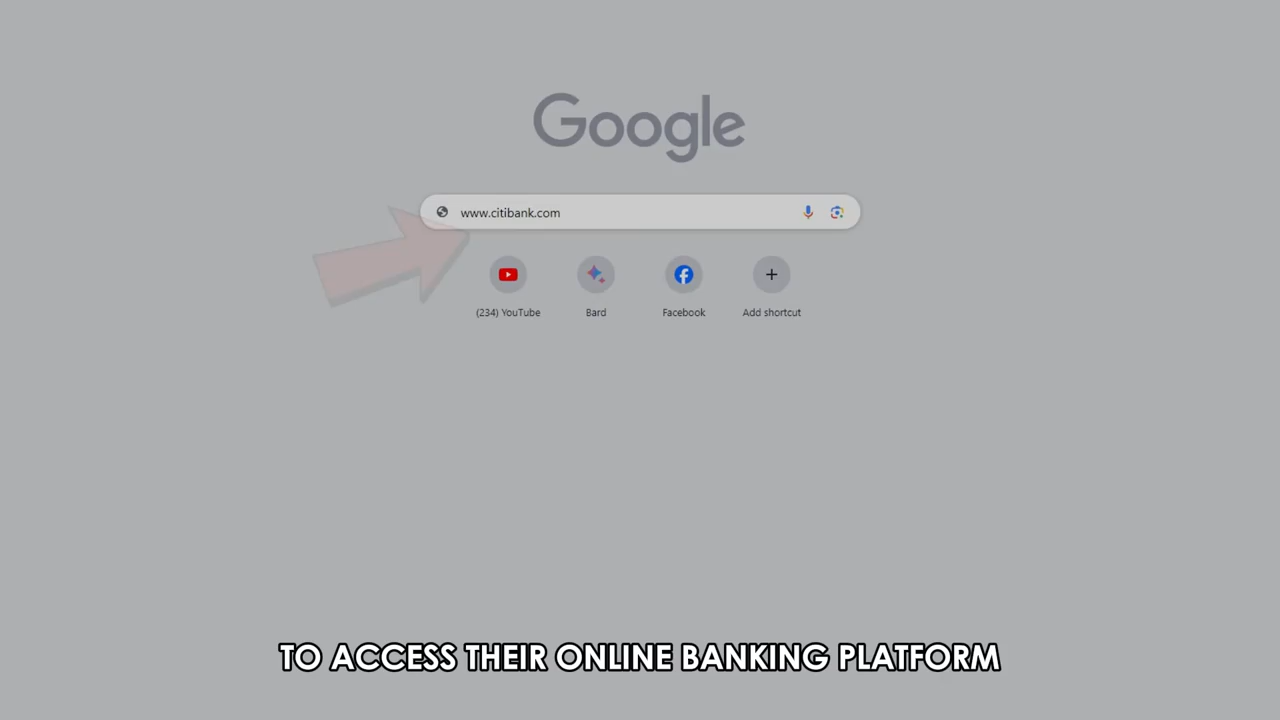 Google
www.citibank.com
(234) YouTube
Bard
Facebook
Add shortcut
TO ACCESS THEIR ONLINE BANKING PLATFORM